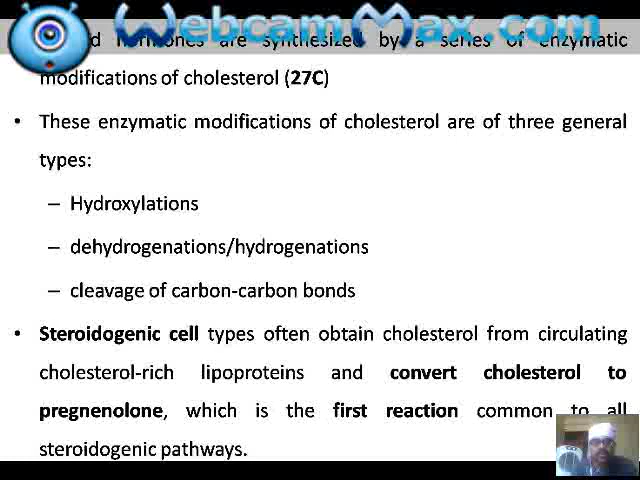 WebcamMax.com
hormones are synthesized by a series of enzymatic
modifications of cholesterol (27C)
• These enzymatic modifications of cholesterol are of three general
types:
– Hydroxylations
– dehydrogenations/hydrogenations
– cleavage of carbon-carbon bonds
• Steroidogenic cell types often obtain cholesterol from circulating
cholesterol-rich lipoproteins and convert cholesterol to
pregnenolone, which is the first reaction common to all
steroidogenic pathways.